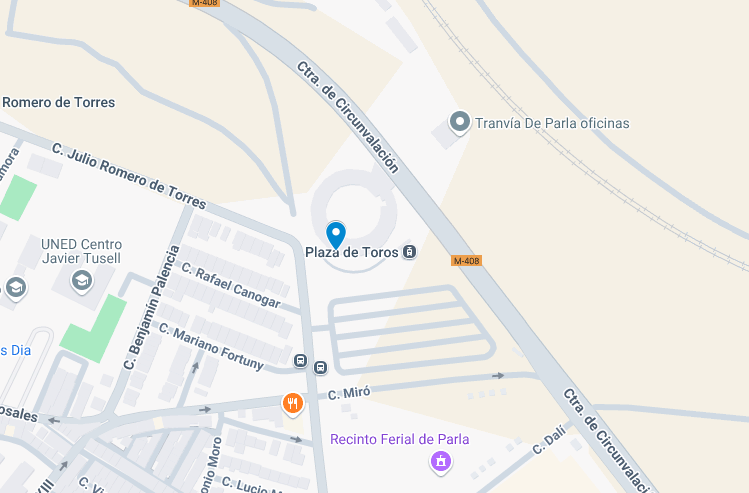 M-408
Romero de Torres
Ctra. de Circunvalación
Tranvía De Parla oficinas
C. Julio Romero de Torres
UNED Centro
Javier Tusell
Plaza de Toros
M-408
C. Rafael Canogar
C. Benjamín Palencia
C. Mariano Fortuny
s Dia
C. Miró
Ctra. de Circunvalació
osales
Recinto Ferial de Parla
C. Dalí
onio Moro
C. Lucio M
C. Vi
VIII